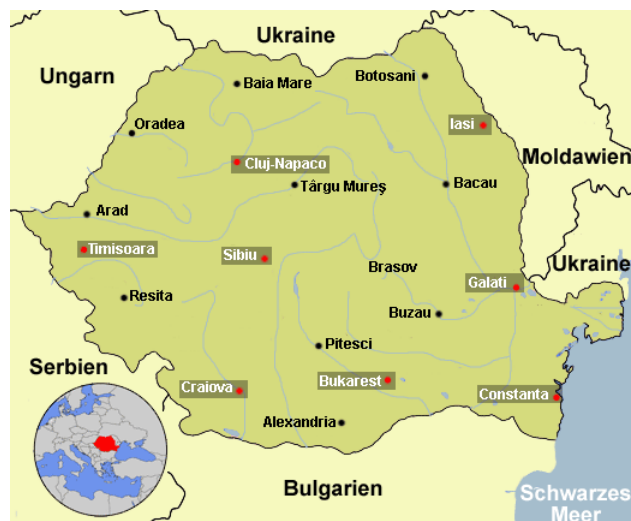 Ukraine
Ungarn
Botosani
Baia Mare
Iasi
Oradea
Moldawien
Cluj-Napaco
Târgu Mureş
Bacau
Arad
Timisoara
Sibiu
Brasov
Ukraine
Galati
Resita
Buzau
Pitesci
Serbien
Craiova
Bukarest
Constanta
Alexandria
Bulgarien
Schwarzes
Meer